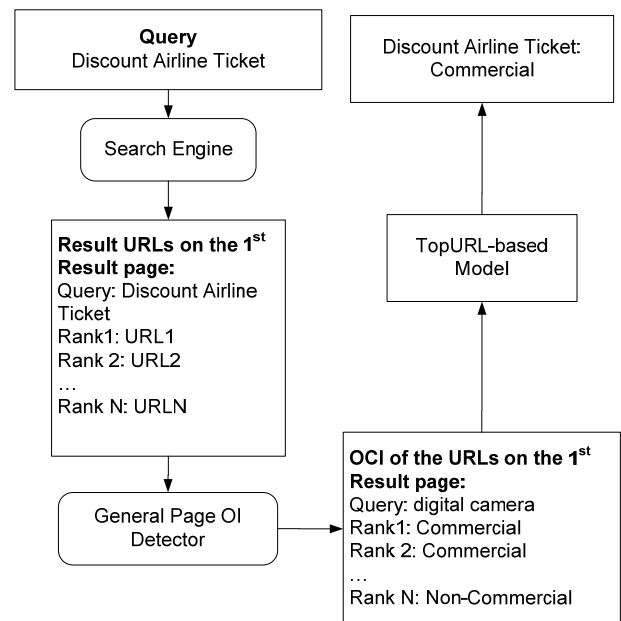 Query
Discount Airline Ticket
Search Engine
Result URLs on the 1st
Result page:
Query: Discount Airline
Ticket
Rank1: URL1
Rank 2: URL2
...
Rank N: URLN
General Page OI
Detector
OCI of the URLs on the 1st
Result page:
Query: digital camera
Rank1: Commercial
Rank 2: Commercial
...
Rank N: Non-Commercial
TopURL-based
Model
Discount Airline Ticket:
Commercial